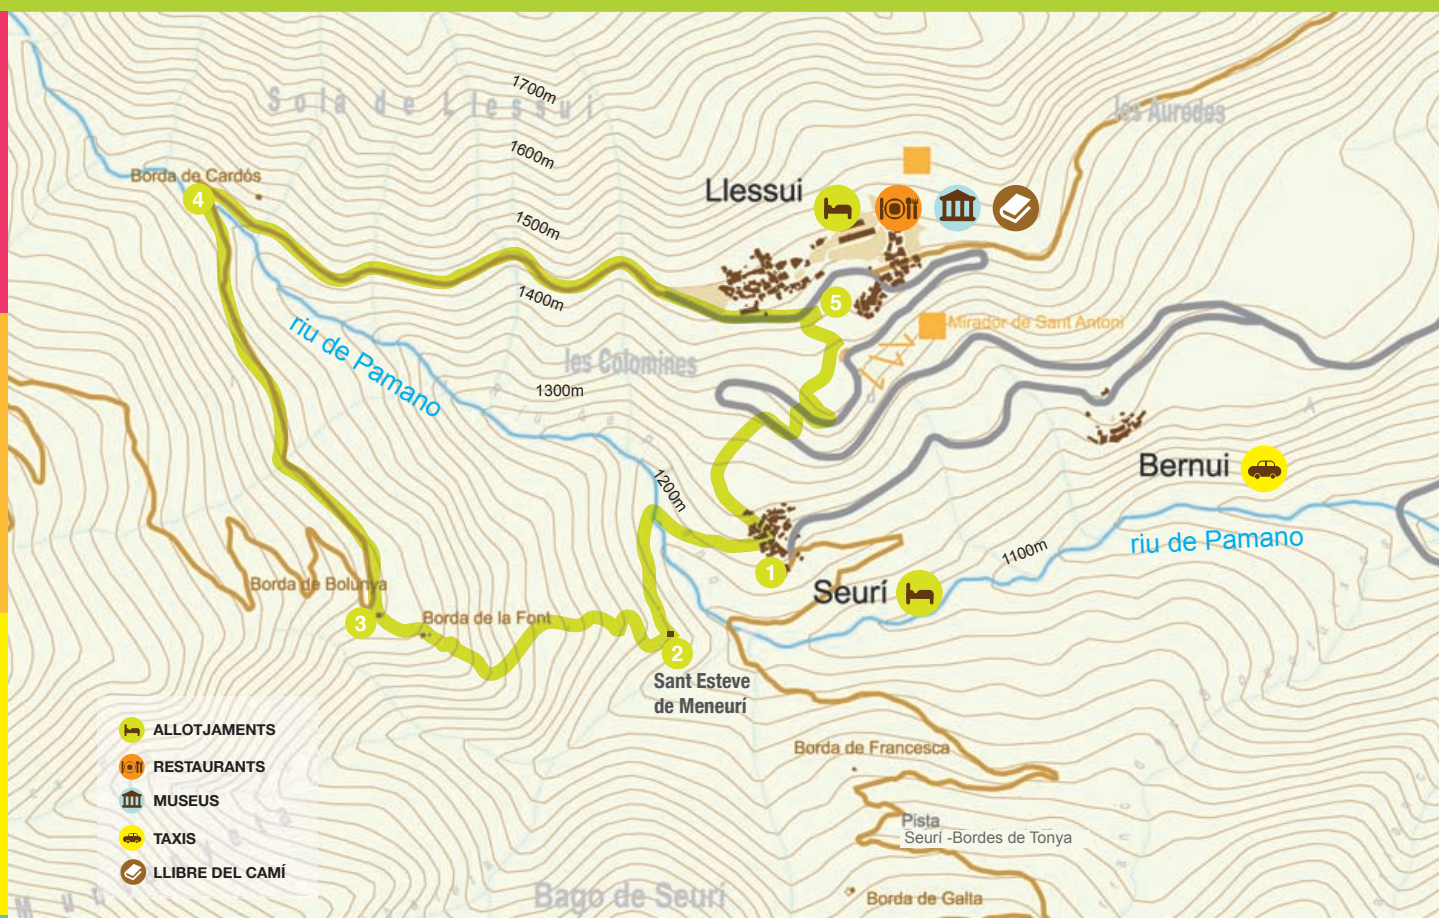 1700m
Sola de Llessui
les Auredes
1600m
Borda de Cardós
4
Llessui
1500m
1400m
5
riu de Pamano
Mirador de Sant Antoni
les Colomines
1300m
Bernui
1200m
riu de Pamano
1100m
1
Seurí
Borda de Bolunya
3
Borda de la Font
2
Sant Esteve
de Meneurí
ALLOTJAMENTS
RESTAURANTS
MUSEUS
TAXIS
LLIBRE DEL CAMÍ
Borda de Francesca
Pista
Seurí -Bordes de Tonya
Bago de Seurí
Borda de Galta